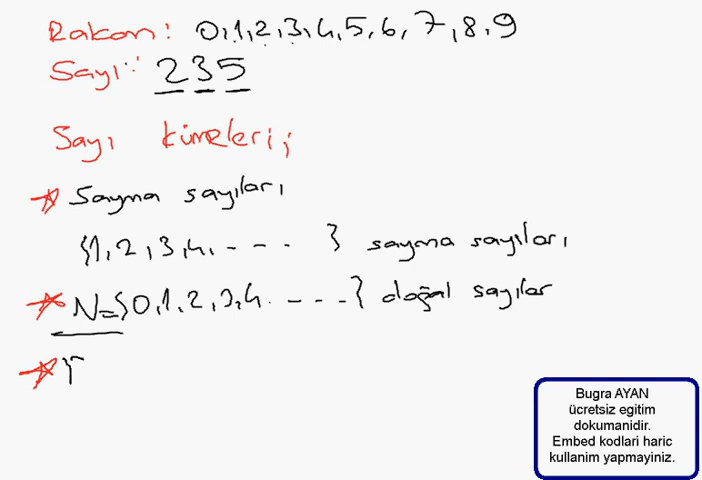 Rakam: 0,1,2,3,4,5,6,7,8,9
Sayı: 235
Sayı kümeleri;
Sayma sayıları
{1,2,3,4,.--- } sayma sayıları
N={0,1,2,3,4.---.} doğal sayılar
Bugra AYAN
ücretsiz egitim
dokumanidir.
Embed kodlari haric
kullanim yapmayiniz.